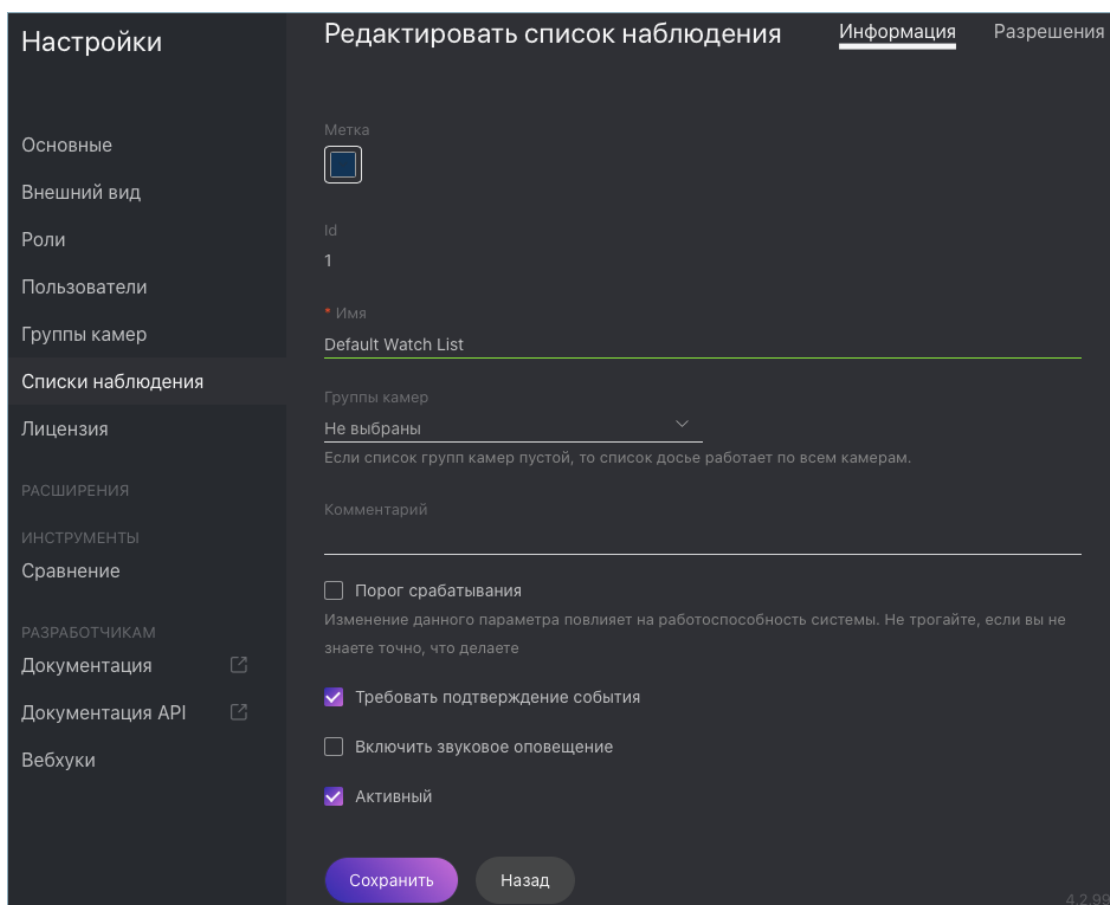 Настройки
Основные
Внешний вид
Роли
Пользователи
Группы камер
Списки наблюдения
Лицензия
РАСШИРЕНИЯ
ИНСТРУМЕНТЫ
Сравнение
РАЗРАБОТЧИКАМ
Документация
Документация API
Вебхуки
Редактировать список наблюдения
Информация
Разрешения
Метка
Id
1
* Имя
Default Watch List
Группы камер
Не выбраны
Если список групп камер пустой, то список досье работает по всем камерам.
Комментарий
Порог срабатывания
Изменение данного параметра повлияет на работоспособность системы. Не трогайте, если вы не
знаете точно, что делаете
Требовать подтверждение события
Включить звуковое оповещение
Активный
Сохранить
Назад